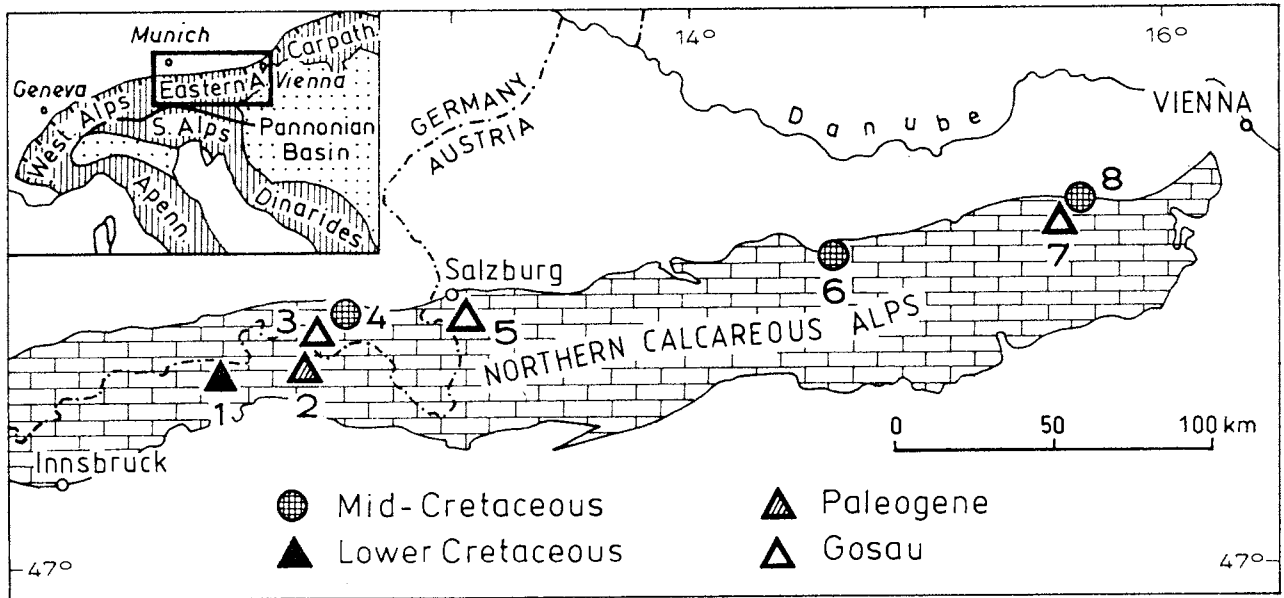 Munich
Geneva
Carpath.
Eastern A.
Vienna
West Alps
S. Alps
Pannonian
Basin
Apenn
Dinarides
GERMANY
AUSTRIA
14°
16°
Danube
VIENNA
Salzburg
NORTHERN CALCAREOUS ALPS
Innsbruck
1
2
3
4
5
6
7
8
0 50 100 km
Mid-Cretaceous
Lower Cretaceous
Paleogene
Gosau
47°
47°